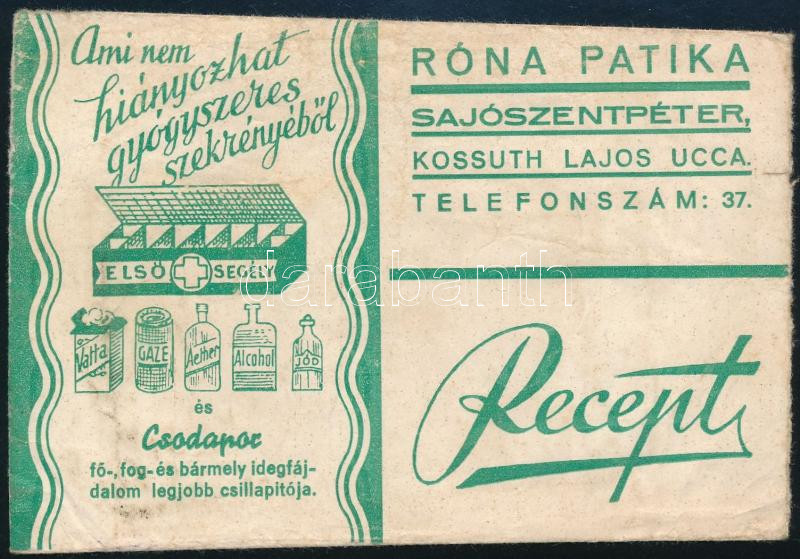 Ami nem
hiányozhat
gyógyszeres
szekrényéből
ELSŐ SEGÉLY
Vatta
GAZE
Aether
Alcohol
JÓD
és
Csodapor
fő-, fog- és bármely idegfáj-
dalom legjobb csillapitója.
RÓNA PATIKA
SAJÓSZENTPÉTER,
KOSSUTH LAJOS UCCA.
TELEFONSZÁM: 37.
Recept
darabanth